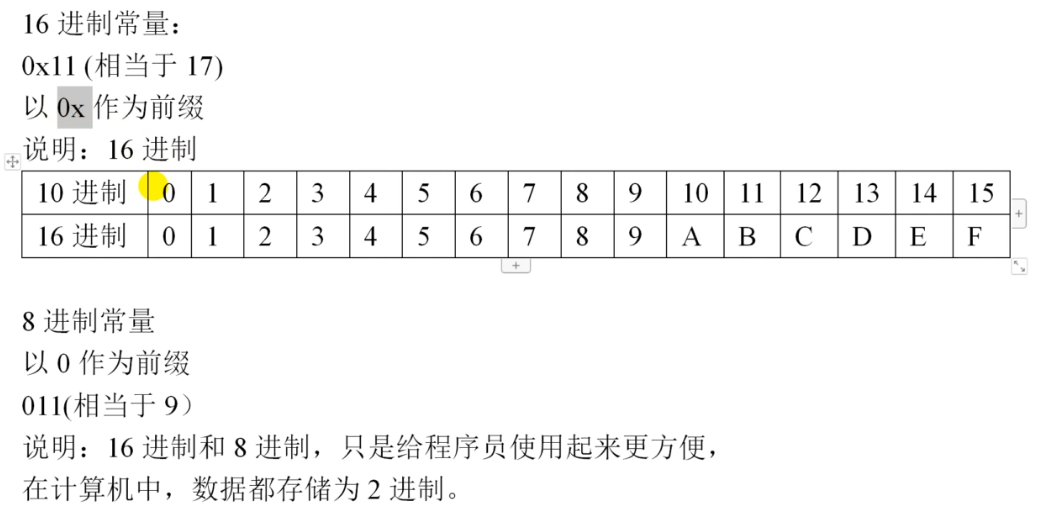 16 进制常量：
0x11 (相当于 17)
以 0x 作为前缀
说明：16 进制
10 进制 0 1 2 3 4 5 6 7 8 9 10 11 12 13 14 15
16 进制 0 1 2 3 4 5 6 7 8 9 A B C D E F
8 进制常量
以 0 作为前缀
011(相当于 9）
说明：16 进制和 8 进制，只是给程序员使用起来更方便，
在计算机中，数据都存储为 2 进制。